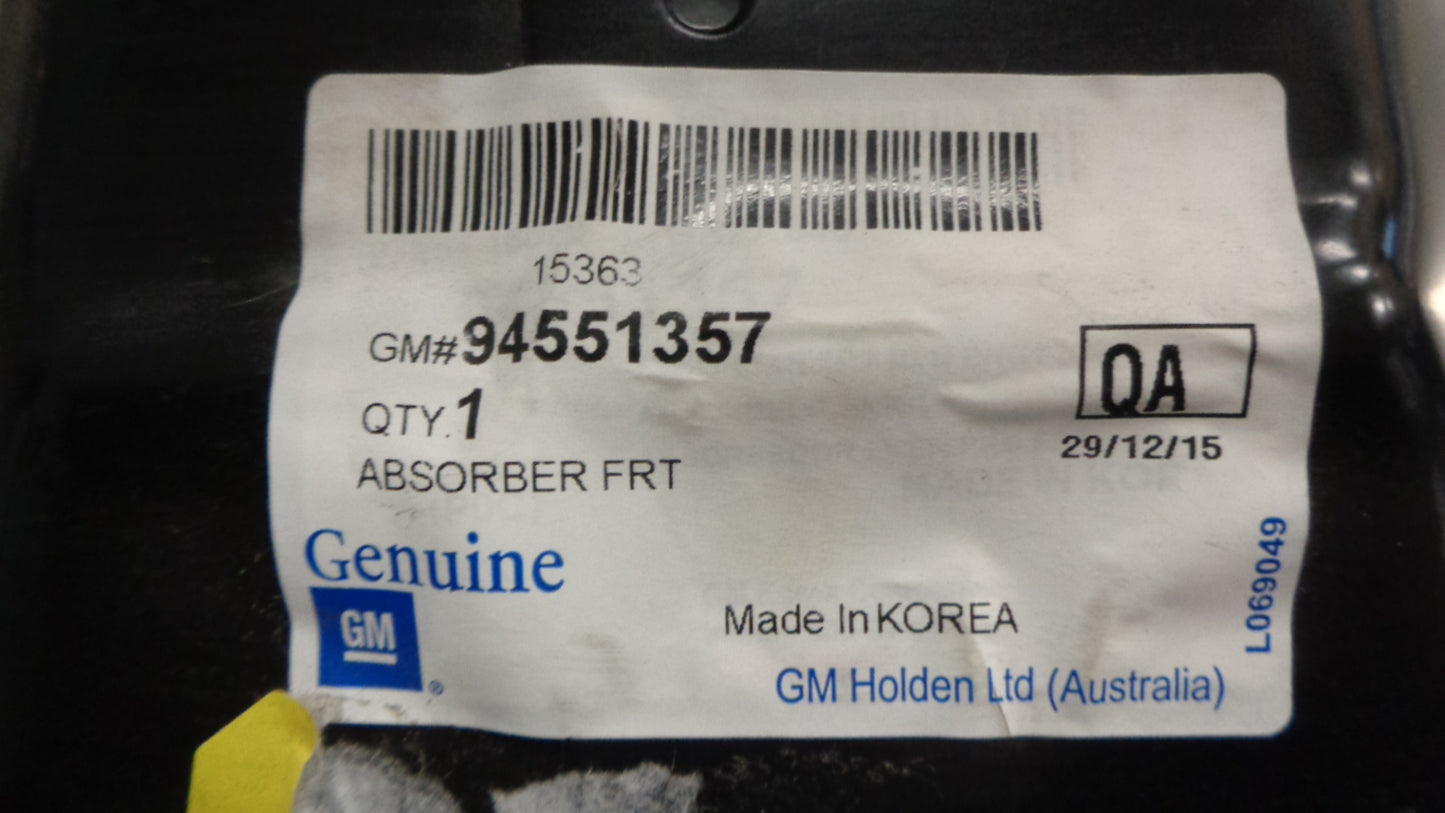 15363
GM#94551357
QTY.1
QA
29/12/15
ABSORBER FRT
Genuine
GM
®
Made In KOREA
GM Holden Ltd (Australia)
L069049